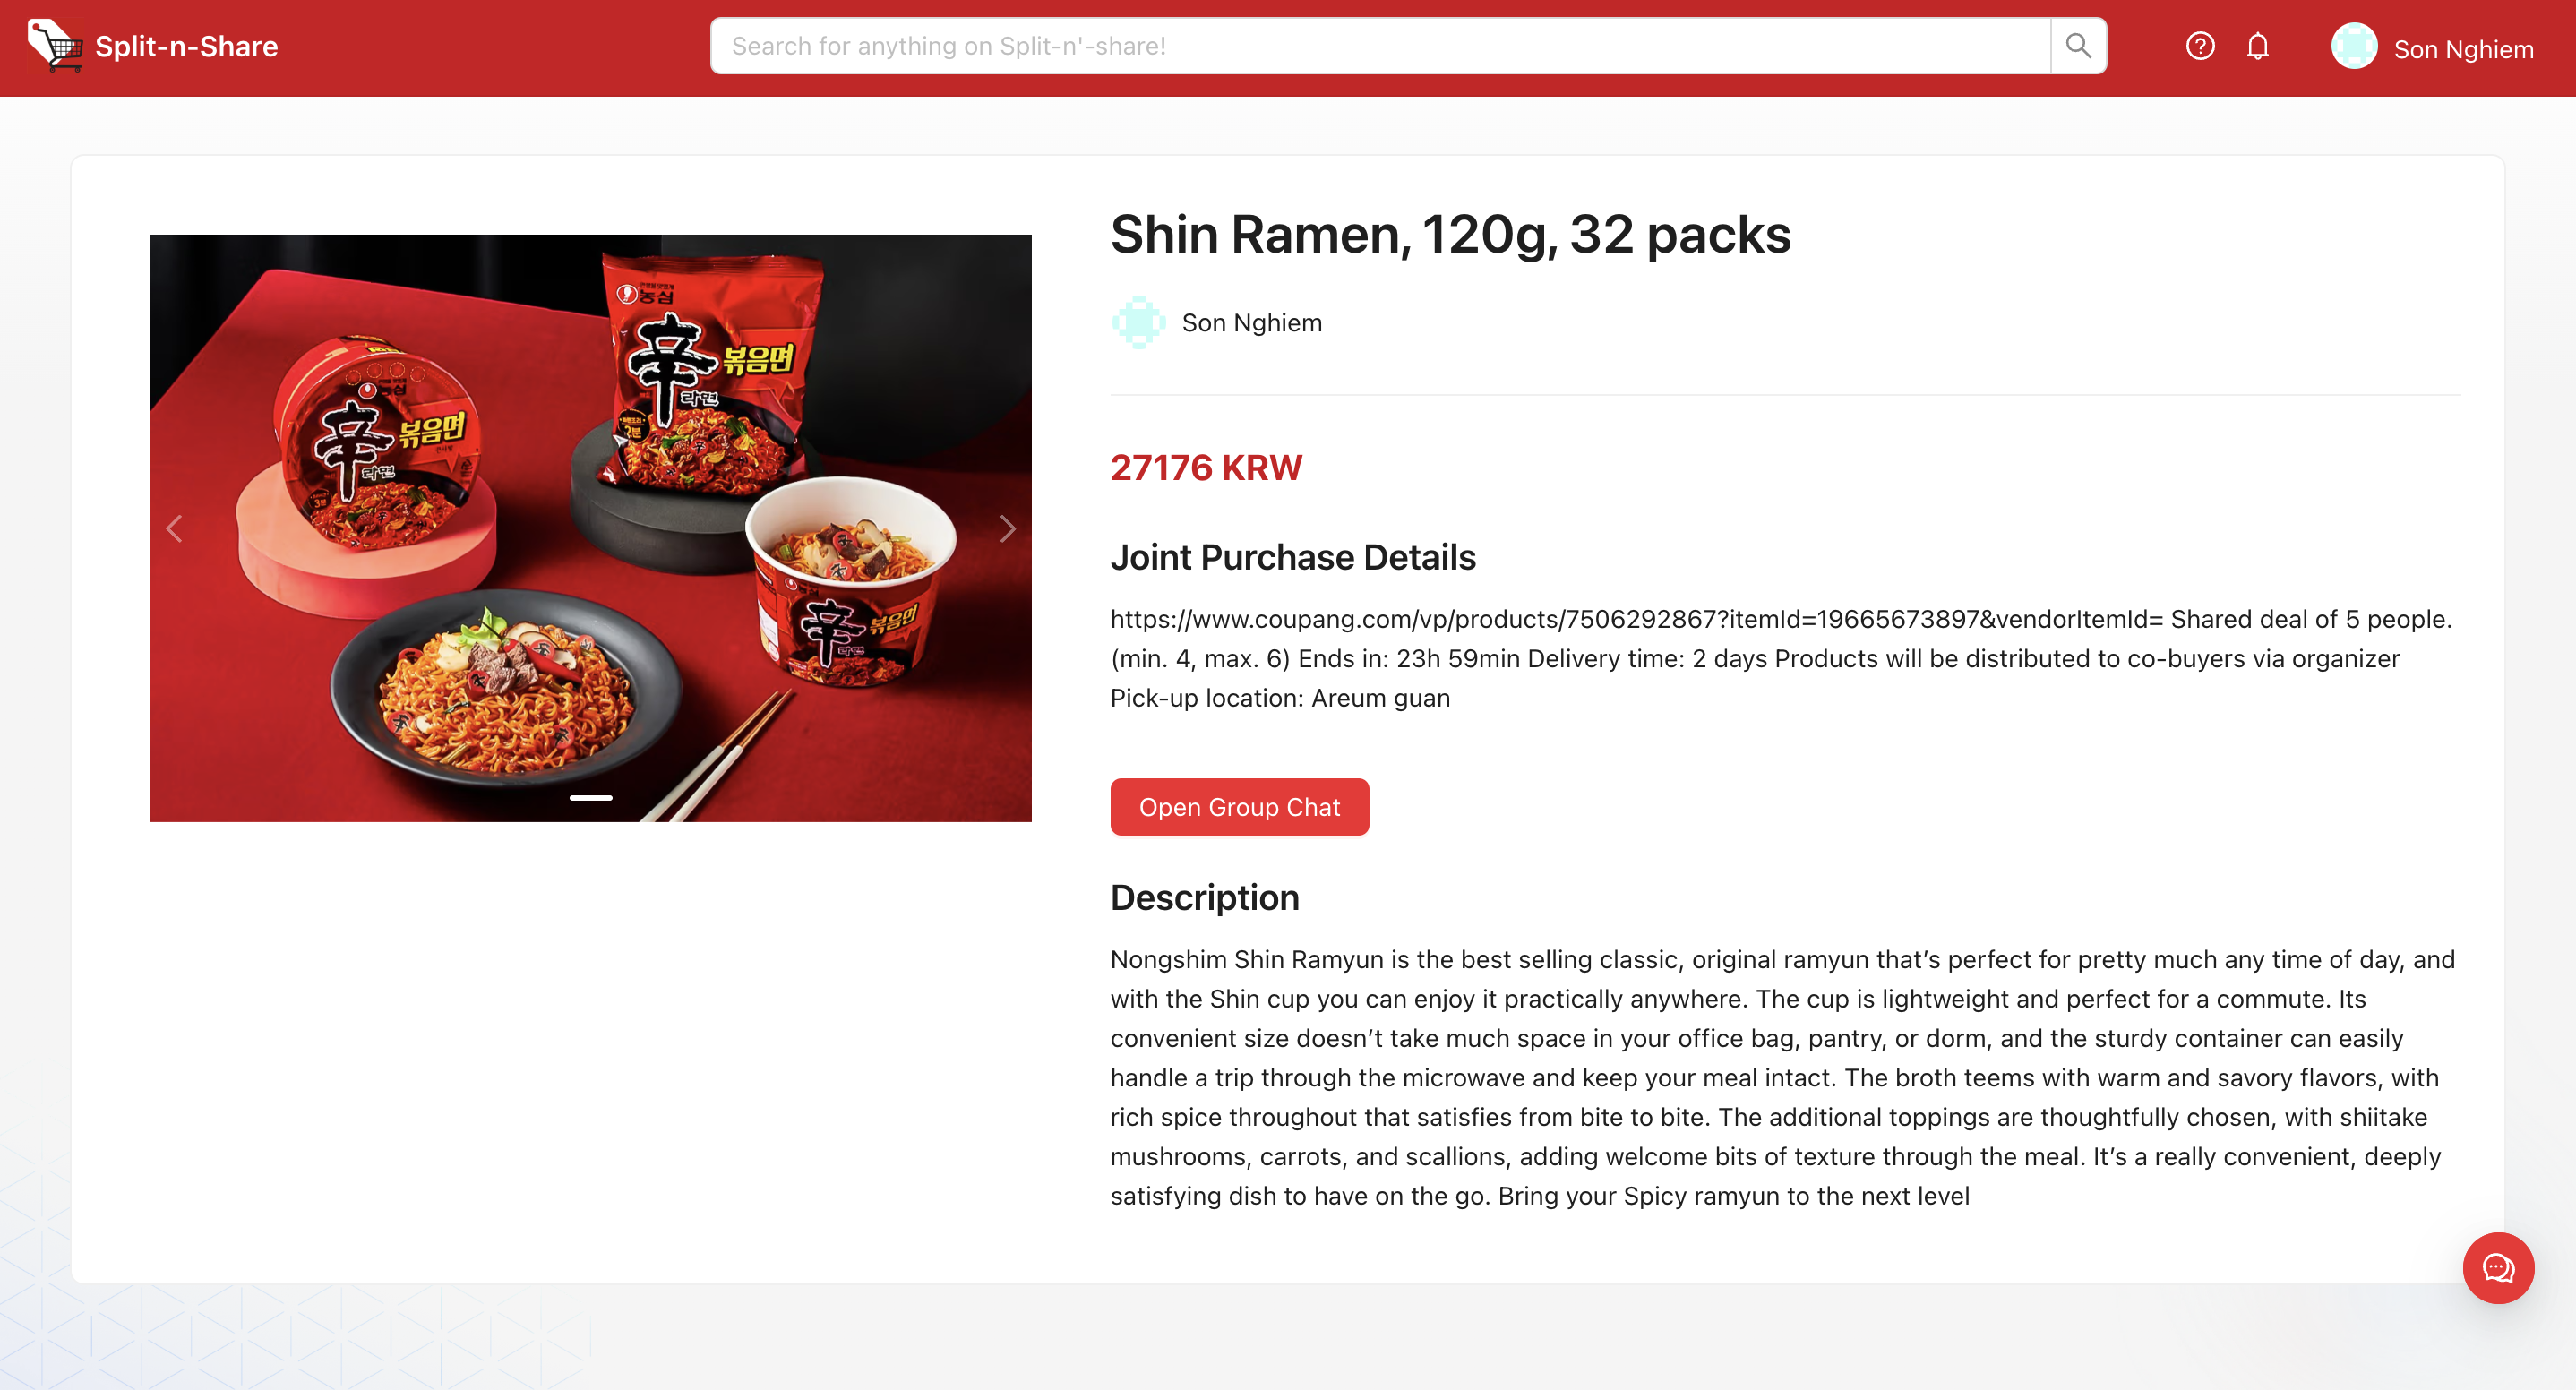 Split-n-Share
Search for anything on Split-n'-share!
Son Nghiem
Shin Ramen, 120g, 32 packs
Son Nghiem
농심
辛
볶음면
라면
2분
농심
辛
볶음면
라면
3분
辛
볶음면
라면
27176 KRW
Joint Purchase Details
https://www.coupang.com/vp/products/7506292867?itemId=19665673897&vendorItemId= Shared deal of 5 people.
(min. 4, max. 6) Ends in: 23h 59min Delivery time: 2 days Products will be distributed to co-buyers via organizer
Pick-up location: Areum guan
Open Group Chat
Description
Nongshim Shin Ramyun is the best selling classic, original ramyun that’s perfect for pretty much any time of day, and
with the Shin cup you can enjoy it practically anywhere. The cup is lightweight and perfect for a commute. Its
convenient size doesn’t take much space in your office bag, pantry, or dorm, and the sturdy container can easily
handle a trip through the microwave and keep your meal intact. The broth teems with warm and savory flavors, with
rich spice throughout that satisfies from bite to bite. The additional toppings are thoughtfully chosen, with shiitake
mushrooms, carrots, and scallions, adding welcome bits of texture through the meal. It’s a really convenient, deeply
satisfying dish to have on the go. Bring your Spicy ramyun to the next level